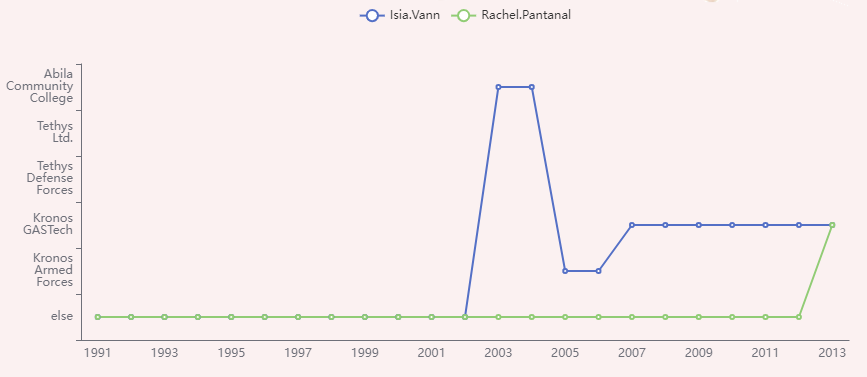 Isia.Vann
Rachel.Pantanal
Abila
Community
College
Tethys
Ltd.
Tethys
Defense
Forces
Kronos
GASTech
Kronos
Armed
Forces
else
1991 1993 1995 1997 1999 2001 2003 2005 2007 2009 2011 2013